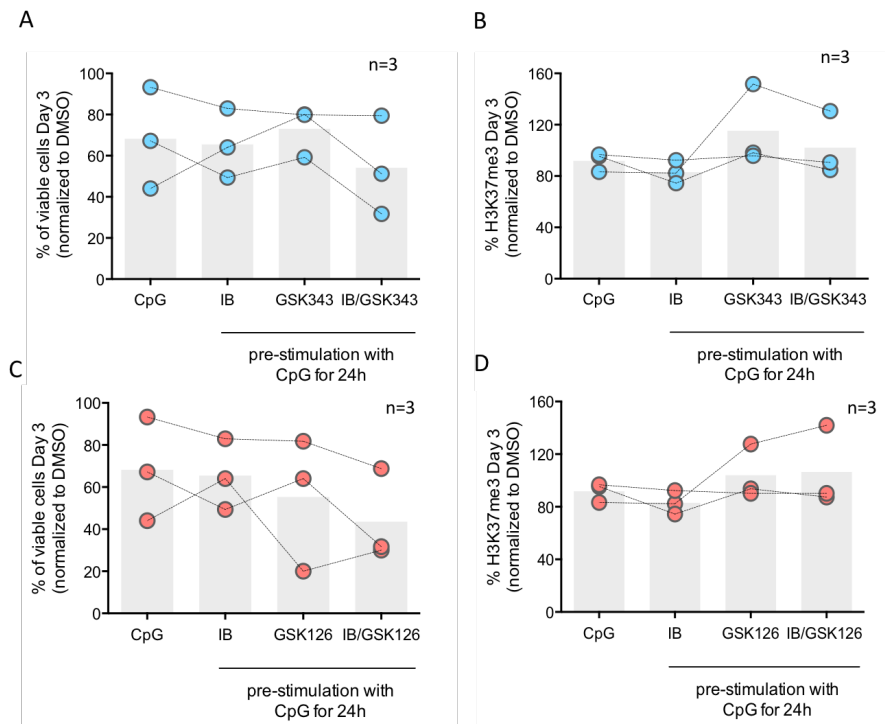 A
n=3
% of viable cells Day 3
(normalized to DMSO)
100
80
60
40
20
0
CpG
IB
GSK343
IB/GSK343
pre-stimulation with
CpG for 24h
B
n=3
% H3K37me3 Day 3
(normalized to DMSO)
160
120
80
40
0
CpG
IB
GSK343
IB/GSK343
pre-stimulation with
CpG for 24h
C
n=3
% of viable cells Day 3
(normalized to DMSO)
100
80
60
40
20
0
CpG
IB
GSK126
IB/GSK126
pre-stimulation with
CpG for 24h
D
n=3
% H3K37me3 Day 3
(normalized to DMSO)
160
120
80
40
0
CpG
IB
GSK126
IB/GSK126
pre-stimulation with
CpG for 24h